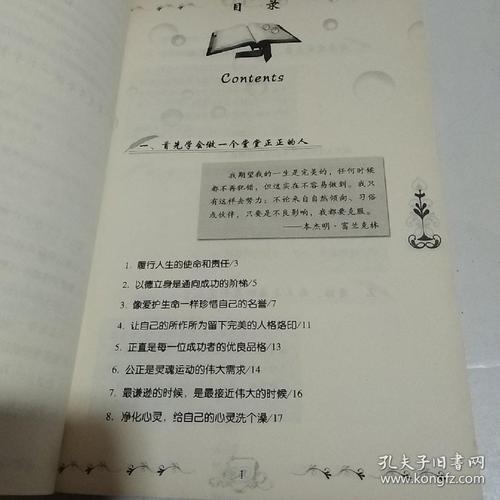 目 录
Contents
一、首先学会做一个堂堂正正的人
我期望我的一生是完美的，任何时候
都不再犯错，但这实在不容易做到。我只
有这样去努力：不论来自自然倾向、习俗
或伙伴，只要是不良影响，我都要克服。
——本杰明·富兰克林
1. 履行人生的使命和责任/3
2. 以德立身是通向成功的阶梯/5
3. 像爱护生命一样珍惜自己的名誉/7
4. 让自己的所作所为留下完美的人格烙印/11
5. 正直是每一位成功者的优良品格/13
6. 公正是灵魂运动的伟大需求/14
7. 最谦逊的时候，是最接近伟大的时候/16
8. 净化心灵，给自己的心灵洗个澡/17
1
孔夫子旧书网
kongfz.com